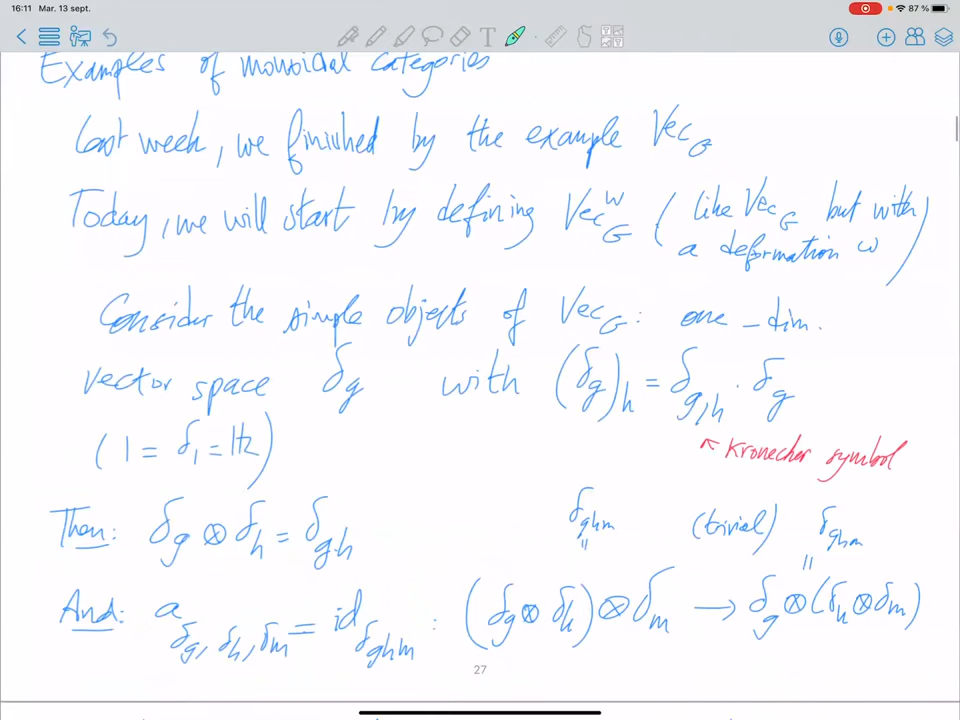 16:11 Mar. 13 sept.
87 %
Examples of monoidal categories
Last week, we finished by the example Vec_G
Today, we will start by defining Vec_G^ω (like Vec_G but with
a deformation ω)
Consider the simple objects of Vec_G: one-dim.
vector space δ_g with (δ_g)_h = δ_{g,h} · δ_g
(1 = δ_1 = 𝕜)
↖ Kronecker symbol
Then: δ_g ⊗ δ_h = δ_{gh}
δ_{ghm} (trivial) δ_{ghm}
= =
And: a_{δ_g, δ_h, δ_m} = id_{δ_{ghm}} : (δ_g ⊗ δ_h) ⊗ δ_m → δ_g ⊗ (δ_h ⊗ δ_m)
27